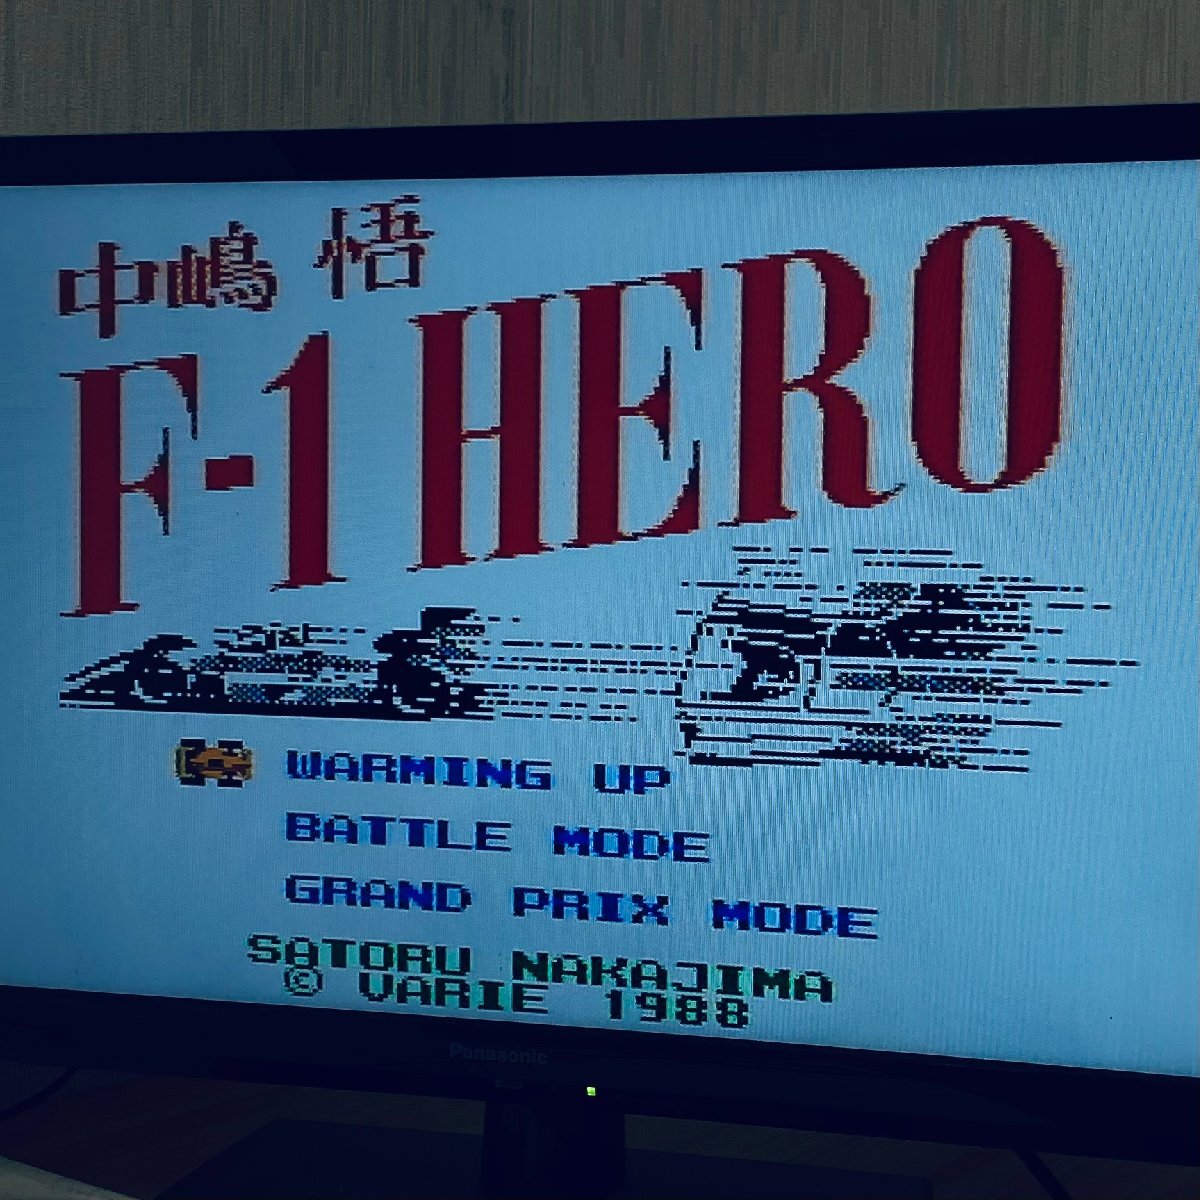 中嶋 悟
F-1 HERO
WARMING UP
BATTLE MODE
GRAND PRIX MODE
SATORU NAKAJIMA
© VARIE 1988
Panasonic